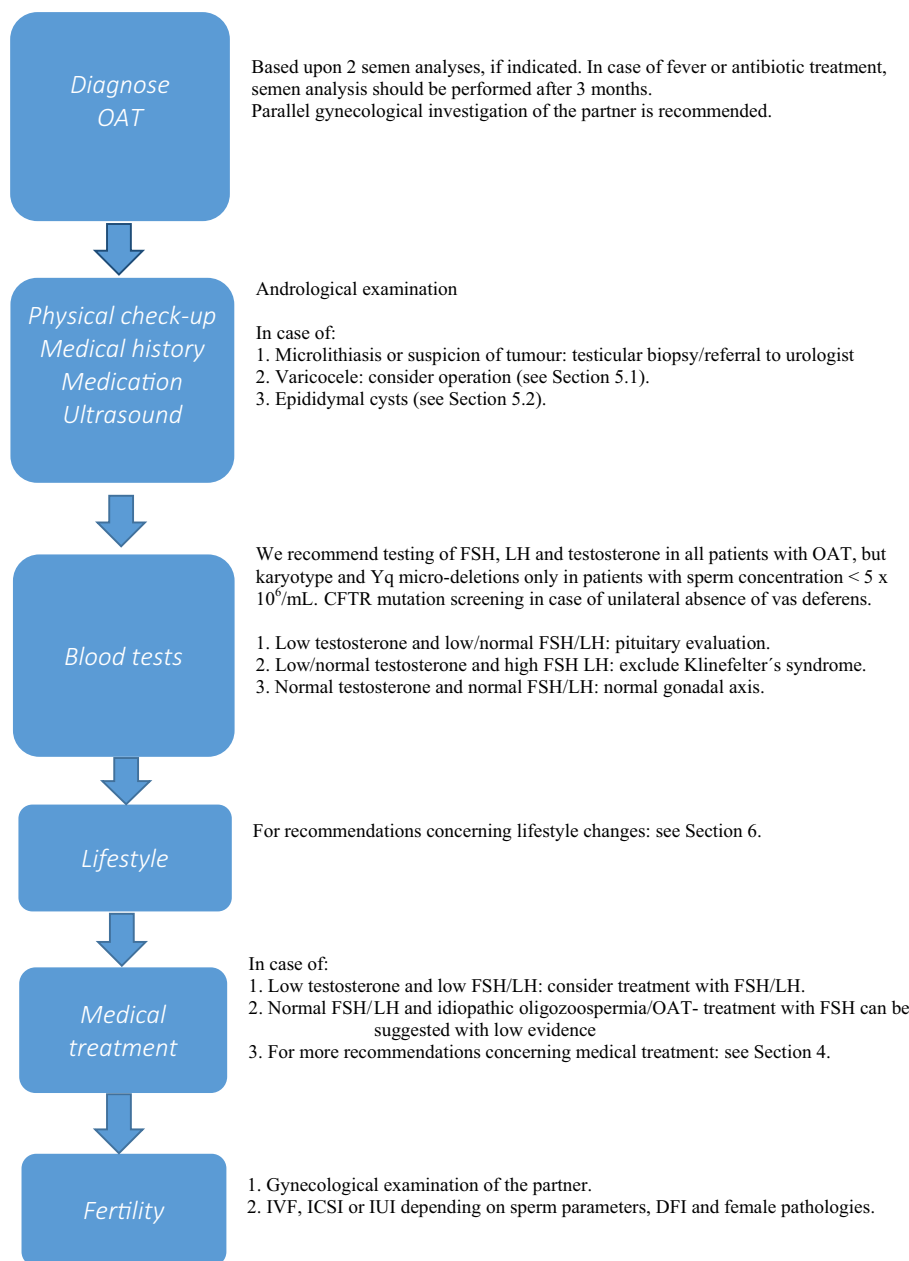 Diagnose
OAT
Based upon 2 semen analyses, if indicated. In case of fever or antibiotic treatment,
semen analysis should be performed after 3 months.
Parallel gynecological investigation of the partner is recommended.
Physical check-up
Medical history
Medication
Ultrasound
Andrological examination
In case of:
1. Microlithiasis or suspicion of tumour: testicular biopsy/referral to urologist
2. Varicocele: consider operation (see Section 5.1).
3. Epididymal cysts (see Section 5.2).
Blood tests
We recommend testing of FSH, LH and testosterone in all patients with OAT, but
karyotype and Yq micro-deletions only in patients with sperm concentration < 5 x
10⁶/mL. CFTR mutation screening in case of unilateral absence of vas deferens.
1. Low testosterone and low/normal FSH/LH: pituitary evaluation.
2. Low/normal testosterone and high FSH LH: exclude Klinefelter´s syndrome.
3. Normal testosterone and normal FSH/LH: normal gonadal axis.
Lifestyle
For recommendations concerning lifestyle changes: see Section 6.
Medical
treatment
In case of:
1. Low testosterone and low FSH/LH: consider treatment with FSH/LH.
2. Normal FSH/LH and idiopathic oligozoospermia/OAT- treatment with FSH can be
suggested with low evidence
3. For more recommendations concerning medical treatment: see Section 4.
Fertility
1. Gynecological examination of the partner.
2. IVF, ICSI or IUI depending on sperm parameters, DFI and female pathologies.